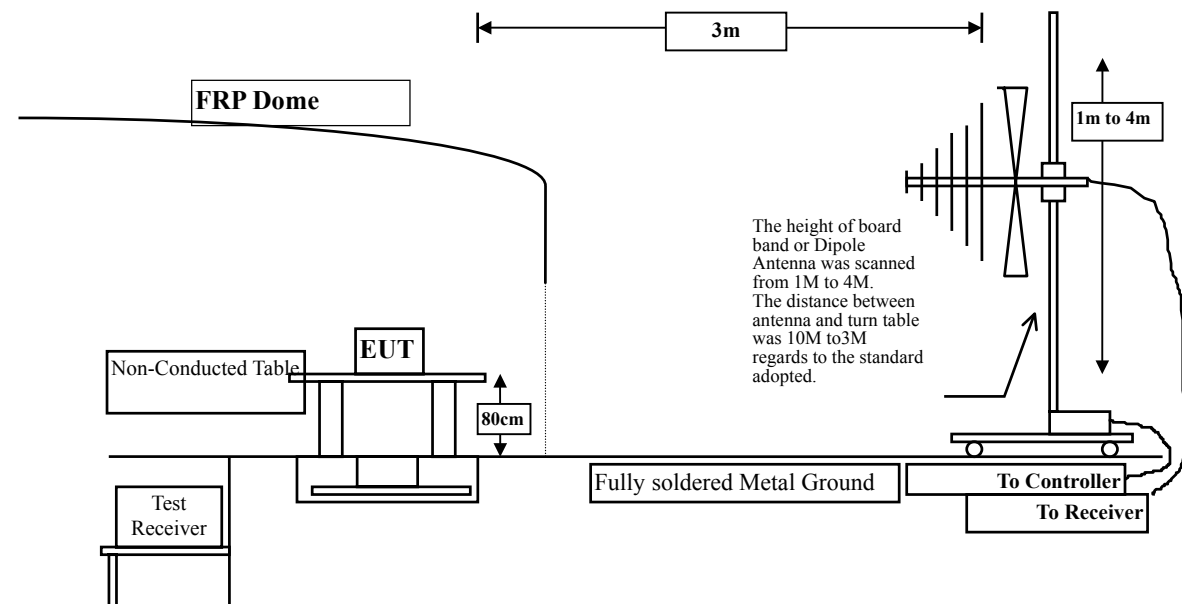 3m
FRP Dome
1m to 4m
The height of board
band or Dipole
Antenna was scanned
from 1M to 4M.
The distance between
antenna and turn table
was 10M to3M
regards to the standard
adopted.
EUT
Non-Conducted Table
80cm
Fully soldered Metal Ground
To Controller
To Receiver
Test
Receiver